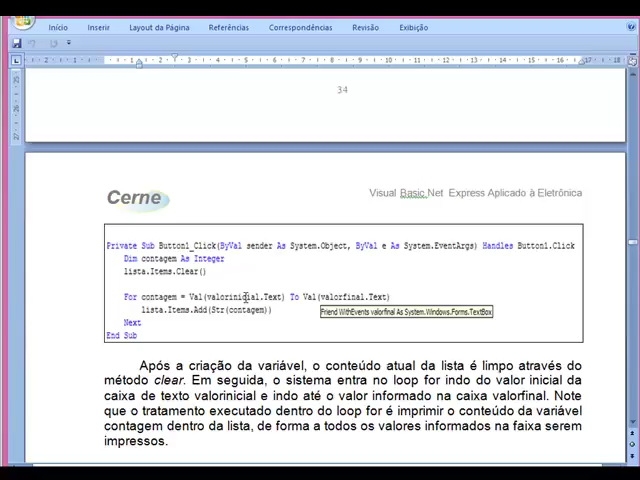 Início Inserir Layout da Página Referências Correspondências Revisão Exibição
34
Cerne
Visual Basic.Net Express Aplicado à Eletrônica
Private Sub Button1_Click(ByVal sender As System.Object, ByVal e As System.EventArgs) Handles Button1.Click
Dim contagem As Integer
lista.Items.Clear()
For contagem = Val(valorinicial.Text) To Val(valorfinal.Text)
lista.Items.Add(Str(contagem))
Friend WithEvents valorfinal As System.Windows.Forms.TextBox
Next
End Sub
Após a criação da variável, o conteúdo atual da lista é limpo através do
método clear. Em seguida, o sistema entra no loop for indo do valor inicial da
caixa de texto valorinicial e indo até o valor informado na caixa valorfinal. Note
que o tratamento executado dentro do loop for é imprimir o conteúdo da variável
contagem dentro da lista, de forma a todos os valores informados na faixa serem
impressos.